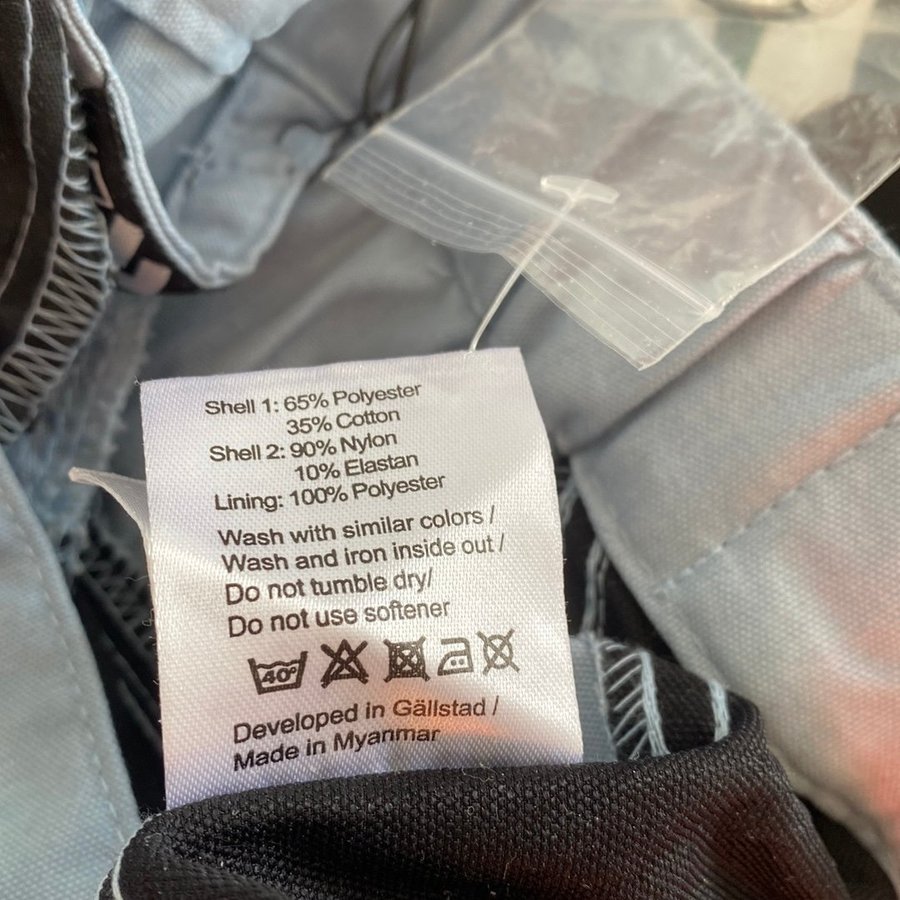 Shell 1: 65% Polyester
35% Cotton
Shell 2: 90% Nylon
10% Elastan
Lining: 100% Polyester
Wash with similar colors /
Wash and iron inside out /
Do not tumble dry/
Do not use softener
40°
Developed in Gällstad /
Made in Myanmar